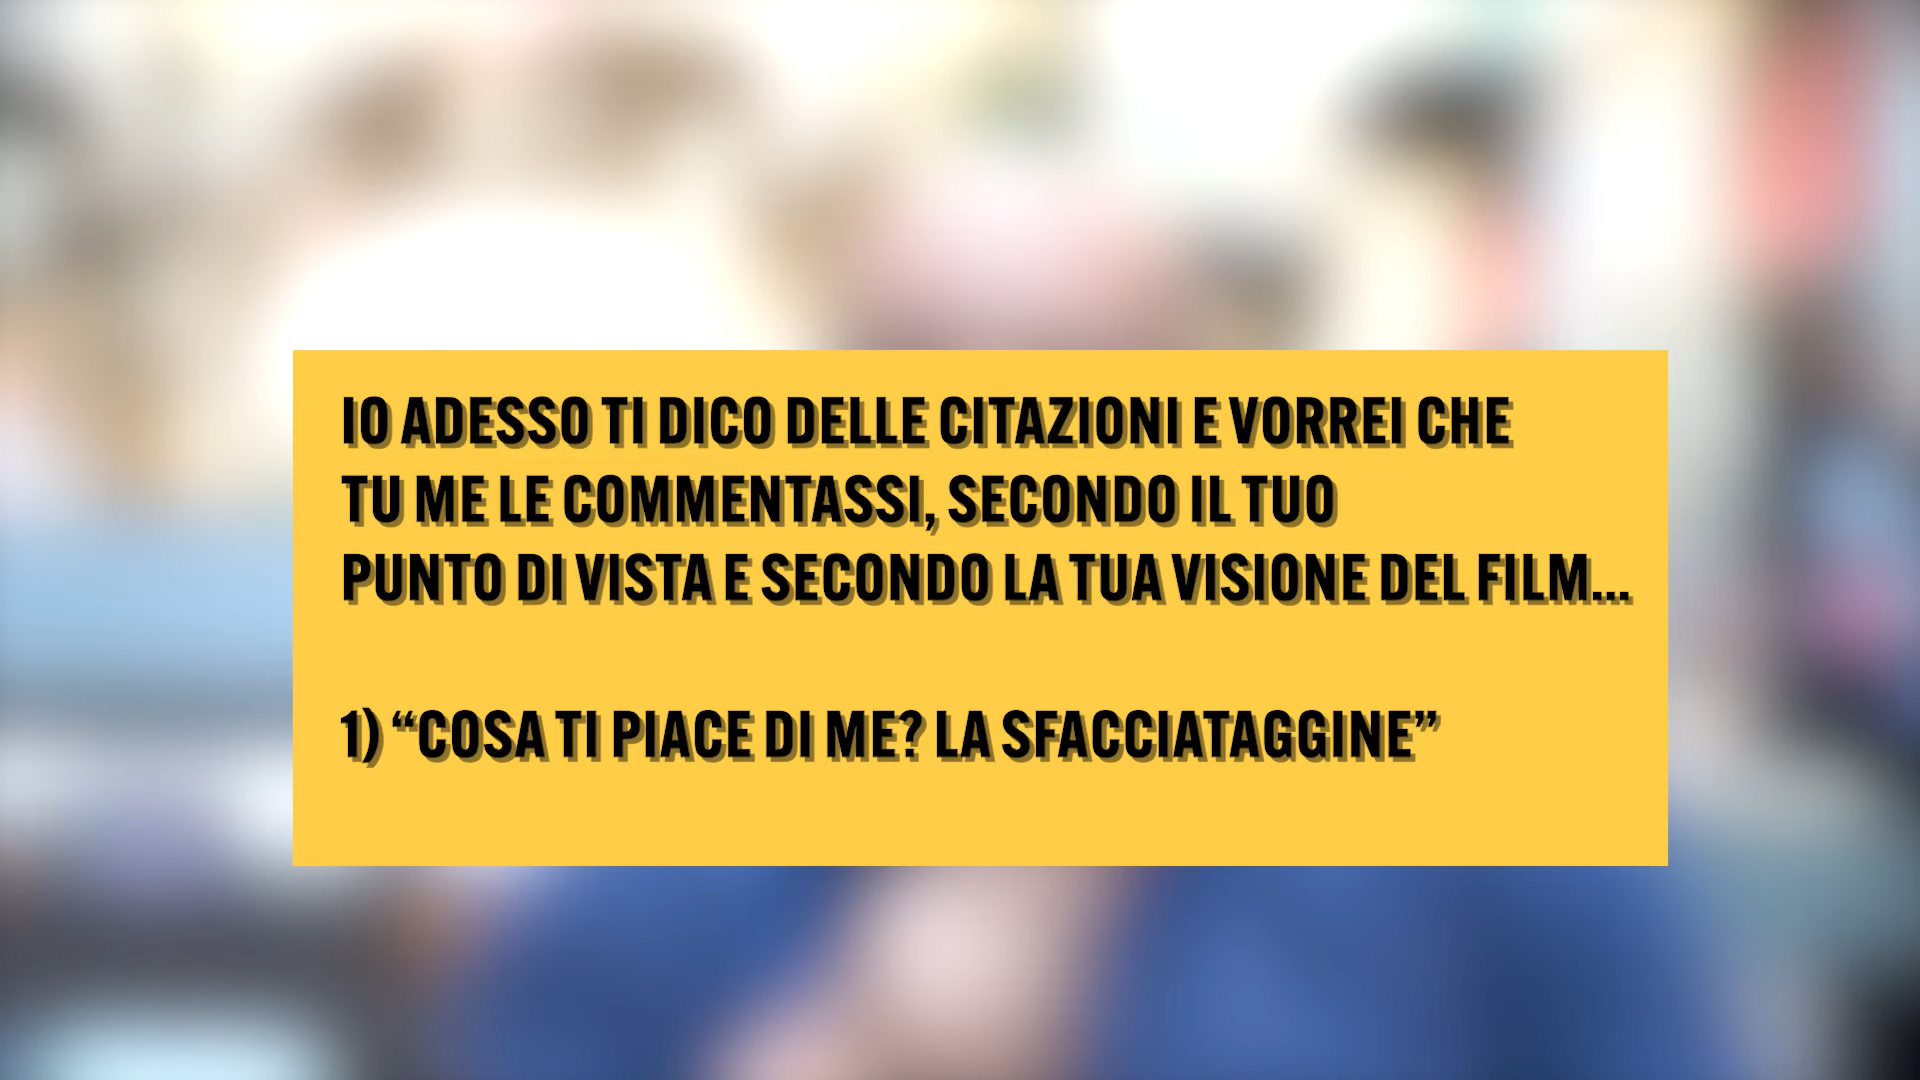 IO ADESSO TI DICO DELLE CITAZIONI E VORREI CHE
TU ME LE COMMENTASSI, SECONDO IL TUO
PUNTO DI VISTA E SECONDO LA TUA VISIONE DEL FILM...
1) “COSA TI PIACE DI ME? LA SFACCIATAGGINE”